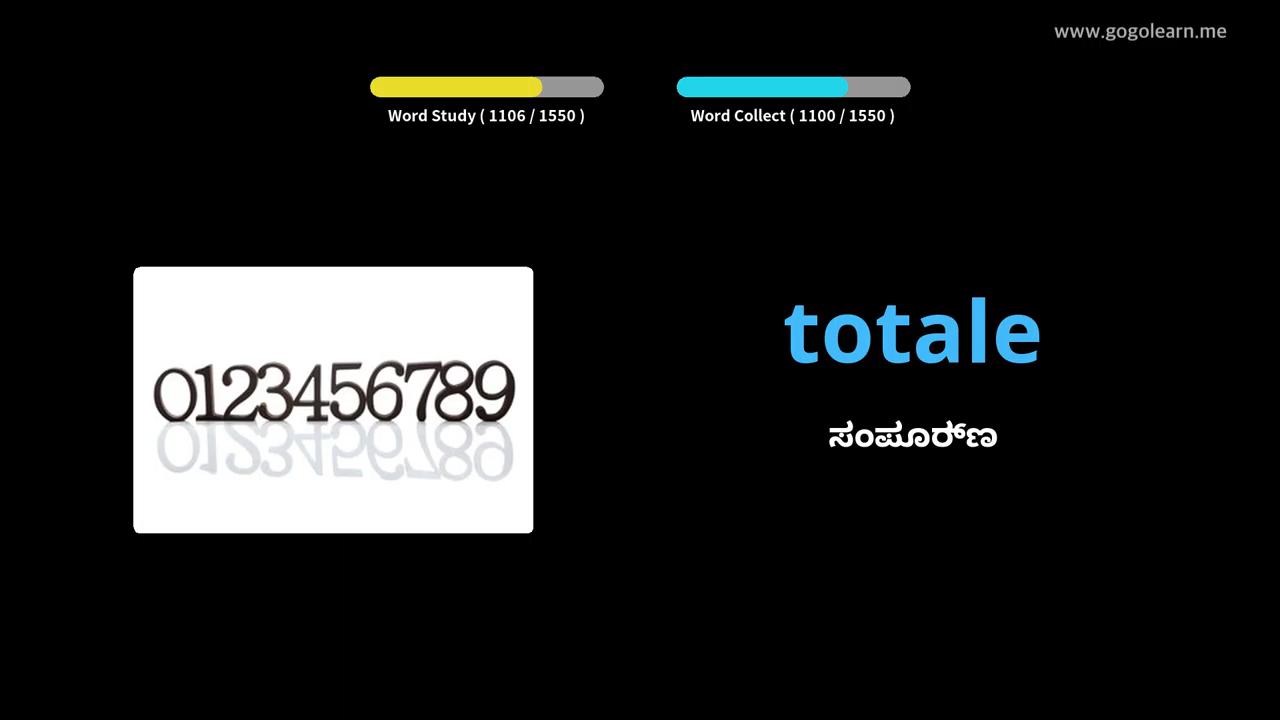 www.gogolearn.me
Word Study ( 1106 / 1550 )
Word Collect ( 1100 / 1550 )
0123456789
totale
ಸಂಪೂರ್ಣ